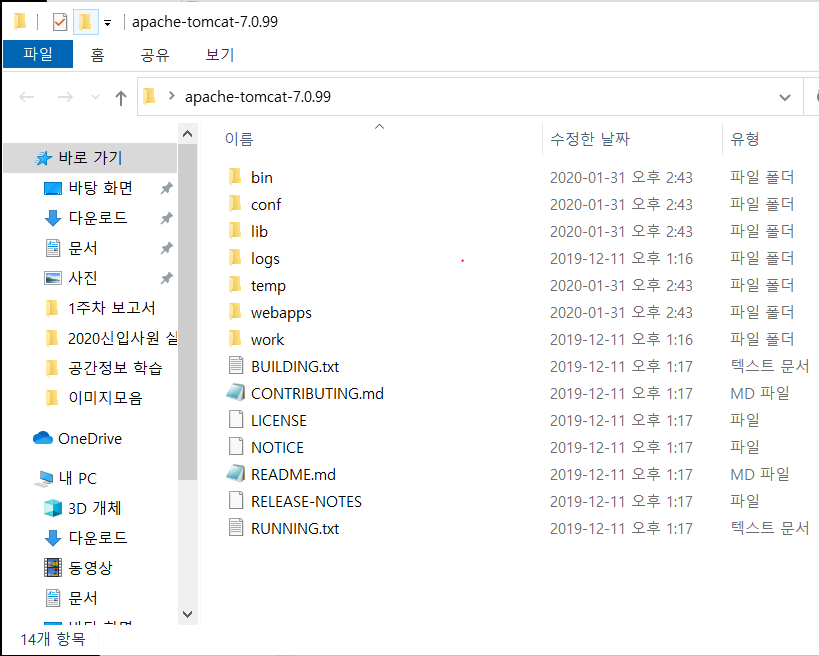 apache-tomcat-7.0.99
파일 홈 공유 보기
apache-tomcat-7.0.99
이름 수정한 날짜 유형
바로 가기
바탕 화면
다운로드
문서
사진
1주차 보고서
2020신입사원 실
공간정보 학습
이미지모음
OneDrive
내 PC
3D 개체
다운로드
동영상
문서
바탕 화면
bin 2020-01-31 오후 2:43 파일 폴더
conf 2020-01-31 오후 2:43 파일 폴더
lib 2020-01-31 오후 2:43 파일 폴더
logs 2019-12-11 오후 1:16 파일 폴더
temp 2020-01-31 오후 2:43 파일 폴더
webapps 2020-01-31 오후 2:43 파일 폴더
work 2019-12-11 오후 1:16 파일 폴더
BUILDING.txt 2019-12-11 오후 1:17 텍스트 문서
CONTRIBUTING.md 2019-12-11 오후 1:17 MD 파일
LICENSE 2019-12-11 오후 1:17 파일
NOTICE 2019-12-11 오후 1:17 파일
README.md 2019-12-11 오후 1:17 MD 파일
RELEASE-NOTES 2019-12-11 오후 1:17 파일
RUNNING.txt 2019-12-11 오후 1:17 텍스트 문서
14개 항목